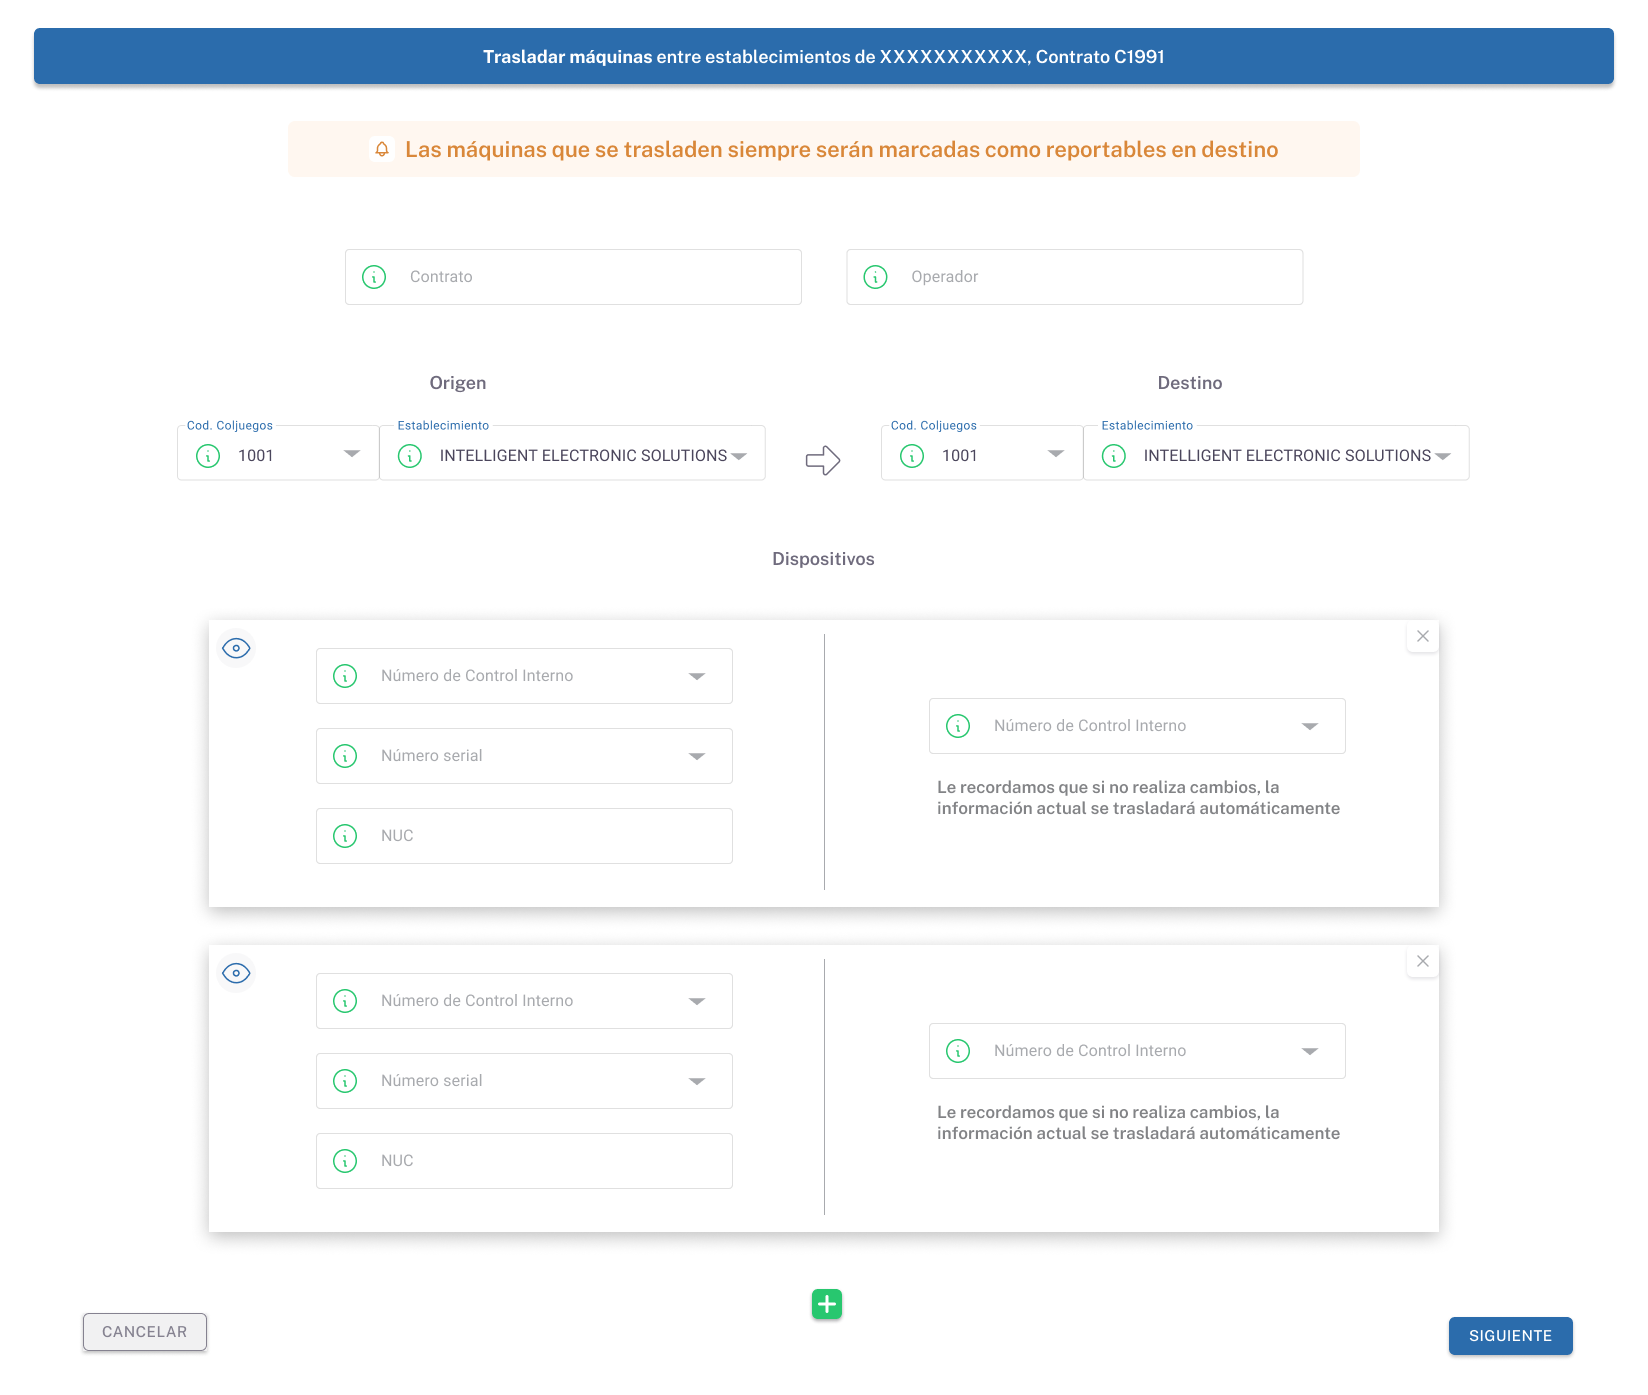 Trasladar máquinas entre establecimientos de XXXXXXXXXXX, Contrato C1991
Las máquinas que se trasladen siempre serán marcadas como reportables en destino
Contrato
Operador
Origen
Destino
Cod. Coljuegos
1001
Establecimiento
INTELLIGENT ELECTRONIC SOLUTIONS
Cod. Coljuegos
1001
Establecimiento
INTELLIGENT ELECTRONIC SOLUTIONS
Dispositivos
Número de Control Interno
Número serial
NUC
Número de Control Interno
Le recordamos que si no realiza cambios, la
información actual se trasladará automáticamente
Número de Control Interno
Número serial
NUC
Número de Control Interno
Le recordamos que si no realiza cambios, la
información actual se trasladará automáticamente
CANCELAR
SIGUIENTE